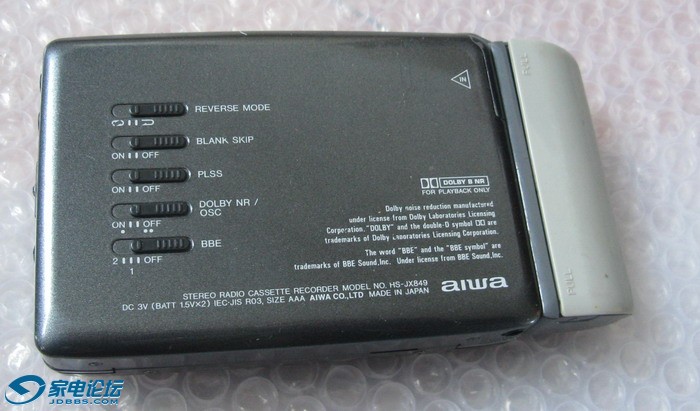 IN
REVERSE MODE
BLANK SKIP
ON OFF
PLSS
ON OFF
DOLBY NR /
OSC
ON OFF
BBE
2 OFF
1
DOLBY B NR
FOR PLAYBACK ONLY
Dolby noise reduction manufactured
under license from Dolby Laboratories Licensing
Corporation. "DOLBY" and the double-D symbol are
trademarks of Dolby Laboratories Licensing Corporation.
The word "BBE" and the "BBE symbol" are
trademarks of BBE Sound,Inc. Under license from BBE Sound,Inc.
STEREO RADIO CASSETTE RECORDER MODEL NO. HS-JX849
DC 3V (BATT 1.5V×2) IEC·JIS R03, SIZE AAA AIWA CO.,LTD MADE IN JAPAN
aiwa
PULL
PULL
家电论坛
JDBBS.COM